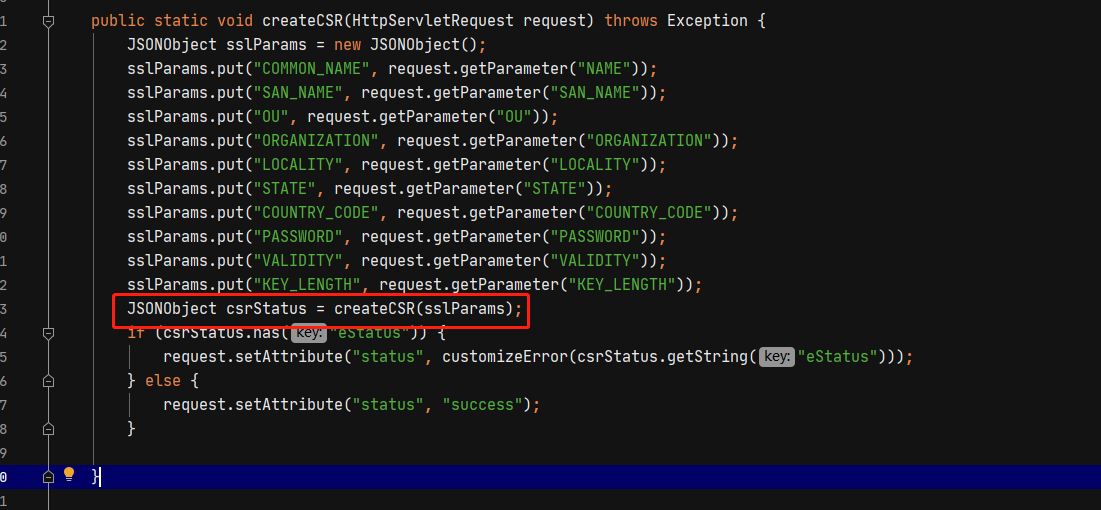 1 public static void createCSR(HttpServletRequest request) throws Exception {
2 JSONObject sslParams = new JSONObject();
3 sslParams.put("COMMON_NAME", request.getParameter("NAME"));
4 sslParams.put("SAN_NAME", request.getParameter("SAN_NAME"));
5 sslParams.put("OU", request.getParameter("OU"));
6 sslParams.put("ORGANIZATION", request.getParameter("ORGANIZATION"));
7 sslParams.put("LOCALITY", request.getParameter("LOCALITY"));
8 sslParams.put("STATE", request.getParameter("STATE"));
9 sslParams.put("COUNTRY_CODE", request.getParameter("COUNTRY_CODE"));
0 sslParams.put("PASSWORD", request.getParameter("PASSWORD"));
1 sslParams.put("VALIDITY", request.getParameter("VALIDITY"));
2 sslParams.put("KEY_LENGTH", request.getParameter("KEY_LENGTH"));
3 JSONObject csrStatus = createCSR(sslParams);
4 if (csrStatus.has( key: "eStatus")) {
5 request.setAttribute("status", customizeError(csrStatus.getString( key: "eStatus")));
6 } else {
7 request.setAttribute("status", "success");
8 }
9
0 }
1